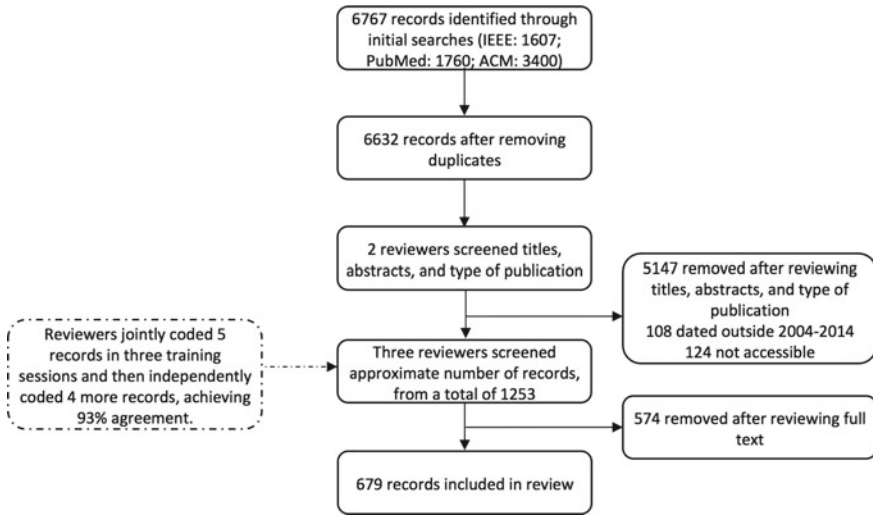 6767 records identified through
initial searches (IEEE: 1607;
PubMed: 1760; ACM: 3400)
6632 records after removing
duplicates
2 reviewers screened titles,
abstracts, and type of publication
5147 removed after reviewing
titles, abstracts, and type of
publication
108 dated outside 2004-2014
124 not accessible
Reviewers jointly coded 5
records in three training
sessions and then independently
coded 4 more records, achieving
93% agreement.
Three reviewers screened
approximate number of records,
from a total of 1253
574 removed after reviewing full
text
679 records included in review